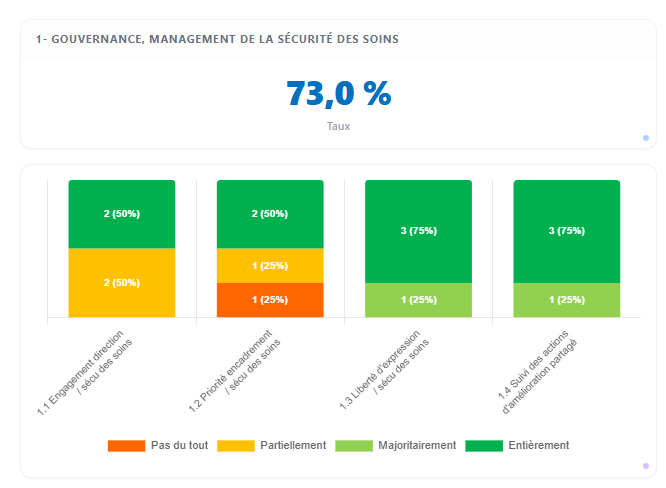 1- GOUVERNANCE, MANAGEMENT DE LA SÉCURITÉ DES SOINS
73,0 %
Taux
2 (50%)
2 (50%)
2 (50%)
1 (25%)
1 (25%)
3 (75%)
1 (25%)
3 (75%)
1 (25%)
1.1 Engagement direction
/ sécu des soins
1.2 Priorité encadrement
/ sécu des soins
1.3 Liberté d'expression
/ sécu des soins
1.4 Suivi des actions
d'amélioration partagé
Pas du tout
Partiellement
Majoritairement
Entièrement